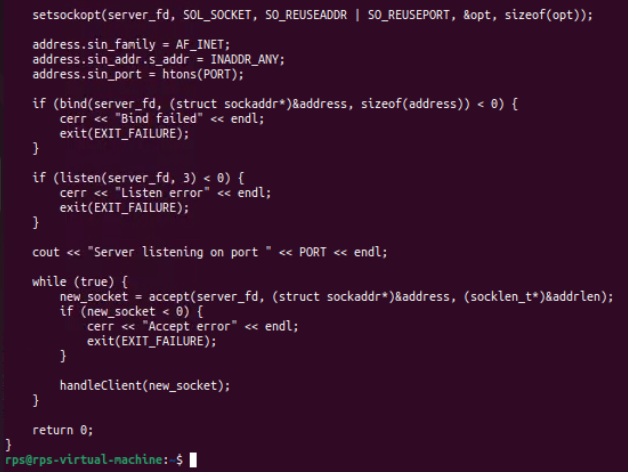 setsockopt(server_fd, SOL_SOCKET, SO_REUSEADDR | SO_REUSEPORT, &opt, sizeof(opt));

address.sin_family = AF_INET;
address.sin_addr.s_addr = INADDR_ANY;
address.sin_port = htons(PORT);

if (bind(server_fd, (struct sockaddr*)&address, sizeof(address)) < 0) {
cerr << "Bind failed" << endl;
exit(EXIT_FAILURE);
}

if (listen(server_fd, 3) < 0) {
cerr << "Listen error" << endl;
exit(EXIT_FAILURE);
}

cout << "Server listening on port " << PORT << endl;

while (true) {
new_socket = accept(server_fd, (struct sockaddr*)&address, (socklen_t*)&addrlen);
if (new_socket < 0) {
cerr << "Accept error" << endl;
exit(EXIT_FAILURE);
}

handleClient(new_socket);
}

return 0;
}
rps@rps-virtual-machine:~$